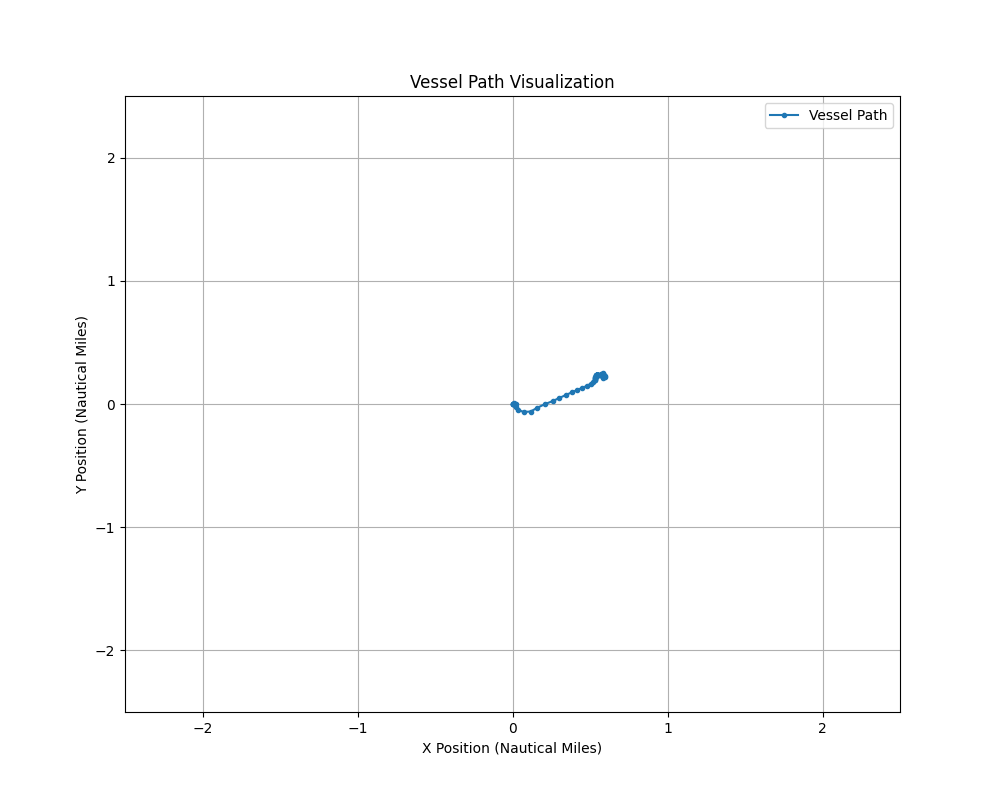 Vessel Path Visualization
Vessel Path
2
1
0
−1
−2
Y Position (Nautical Miles)
−2
−1
0
1
2
X Position (Nautical Miles)